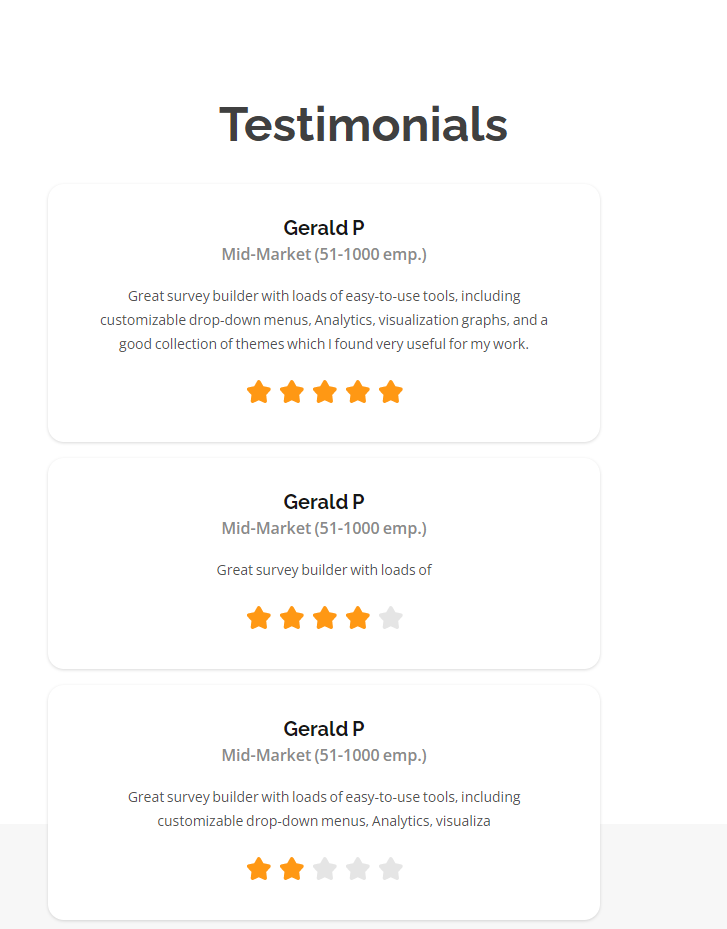 Testimonials
Gerald P
Mid-Market (51-1000 emp.)
Great survey builder with loads of easy-to-use tools, including
customizable drop-down menus, Analytics, visualization graphs, and a
good collection of themes which I found very useful for my work.
Gerald P
Mid-Market (51-1000 emp.)
Great survey builder with loads of
Gerald P
Mid-Market (51-1000 emp.)
Great survey builder with loads of easy-to-use tools, including
customizable drop-down menus, Analytics, visualiza